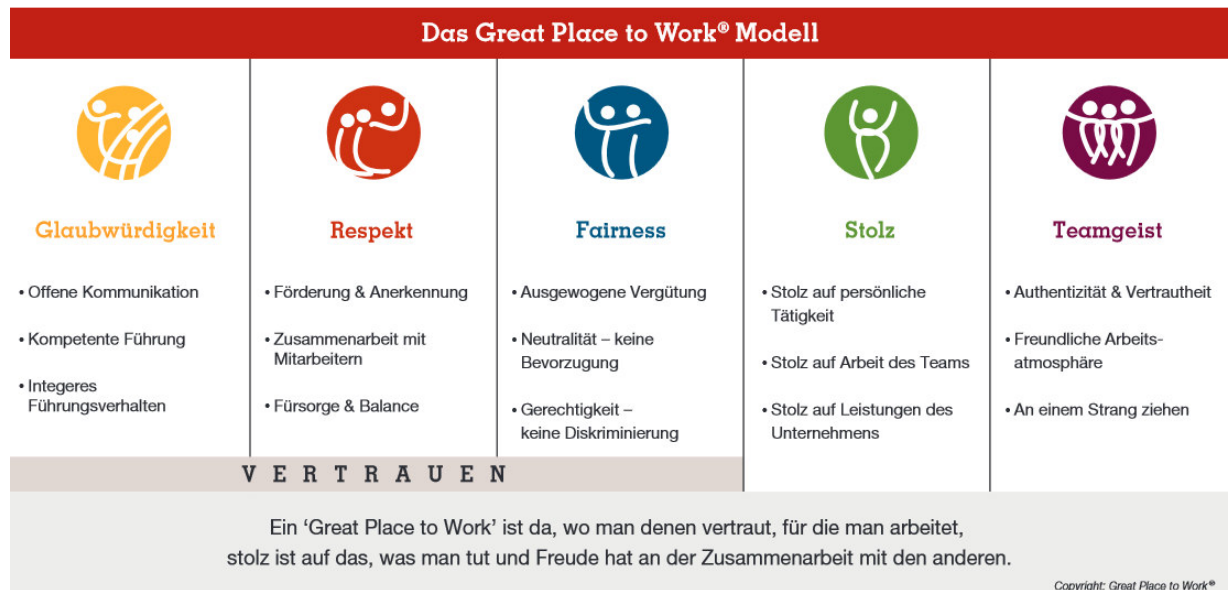 Das Great Place to Work® Modell
Glaubwürdigkeit
• Offene Kommunikation
• Kompetente Führung
• Integeres
Führungsverhalten
Respekt
• Förderung & Anerkennung
• Zusammenarbeit mit
Mitarbeitern
• Fürsorge & Balance
Fairness
• Ausgewogene Vergütung
• Neutralität – keine
Bevorzugung
• Gerechtigkeit –
keine Diskriminierung
Stolz
• Stolz auf persönliche
Tätigkeit
• Stolz auf Arbeit des Teams
• Stolz auf Leistungen des
Unternehmens
Teamgeist
• Authentizität & Vertrautheit
• Freundliche Arbeits-
atmosphäre
• An einem Strang ziehen
VERTRAUEN
Ein ‘Great Place to Work’ ist da, wo man denen vertraut, für die man arbeitet,
stolz ist auf das, was man tut und Freude hat an der Zusammenarbeit mit den anderen.
Copyright: Great Place to Work®